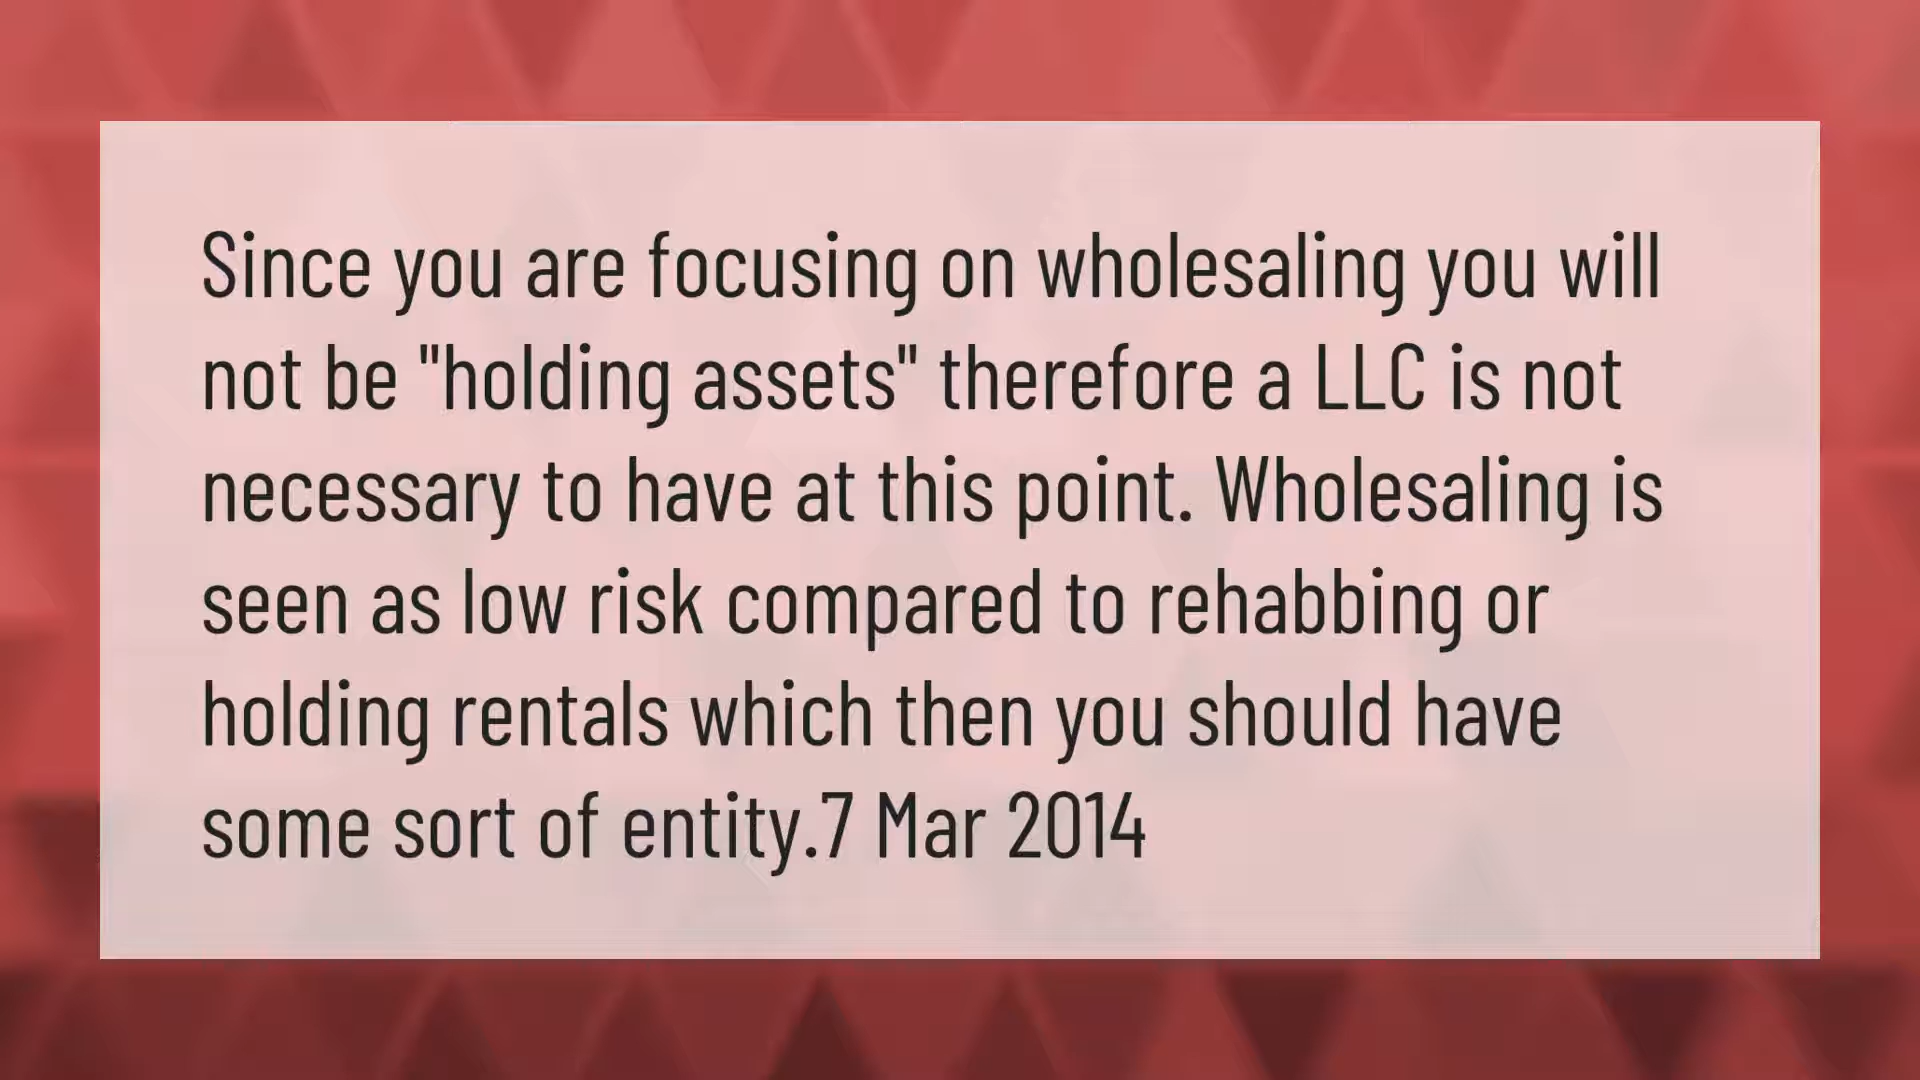 Since you are focusing on wholesaling you will
not be "holding assets" therefore a LLC is not
necessary to have at this point. Wholesaling is
seen as low risk compared to rehabbing or
holding rentals which then you should have
some sort of entity.7 Mar 2014